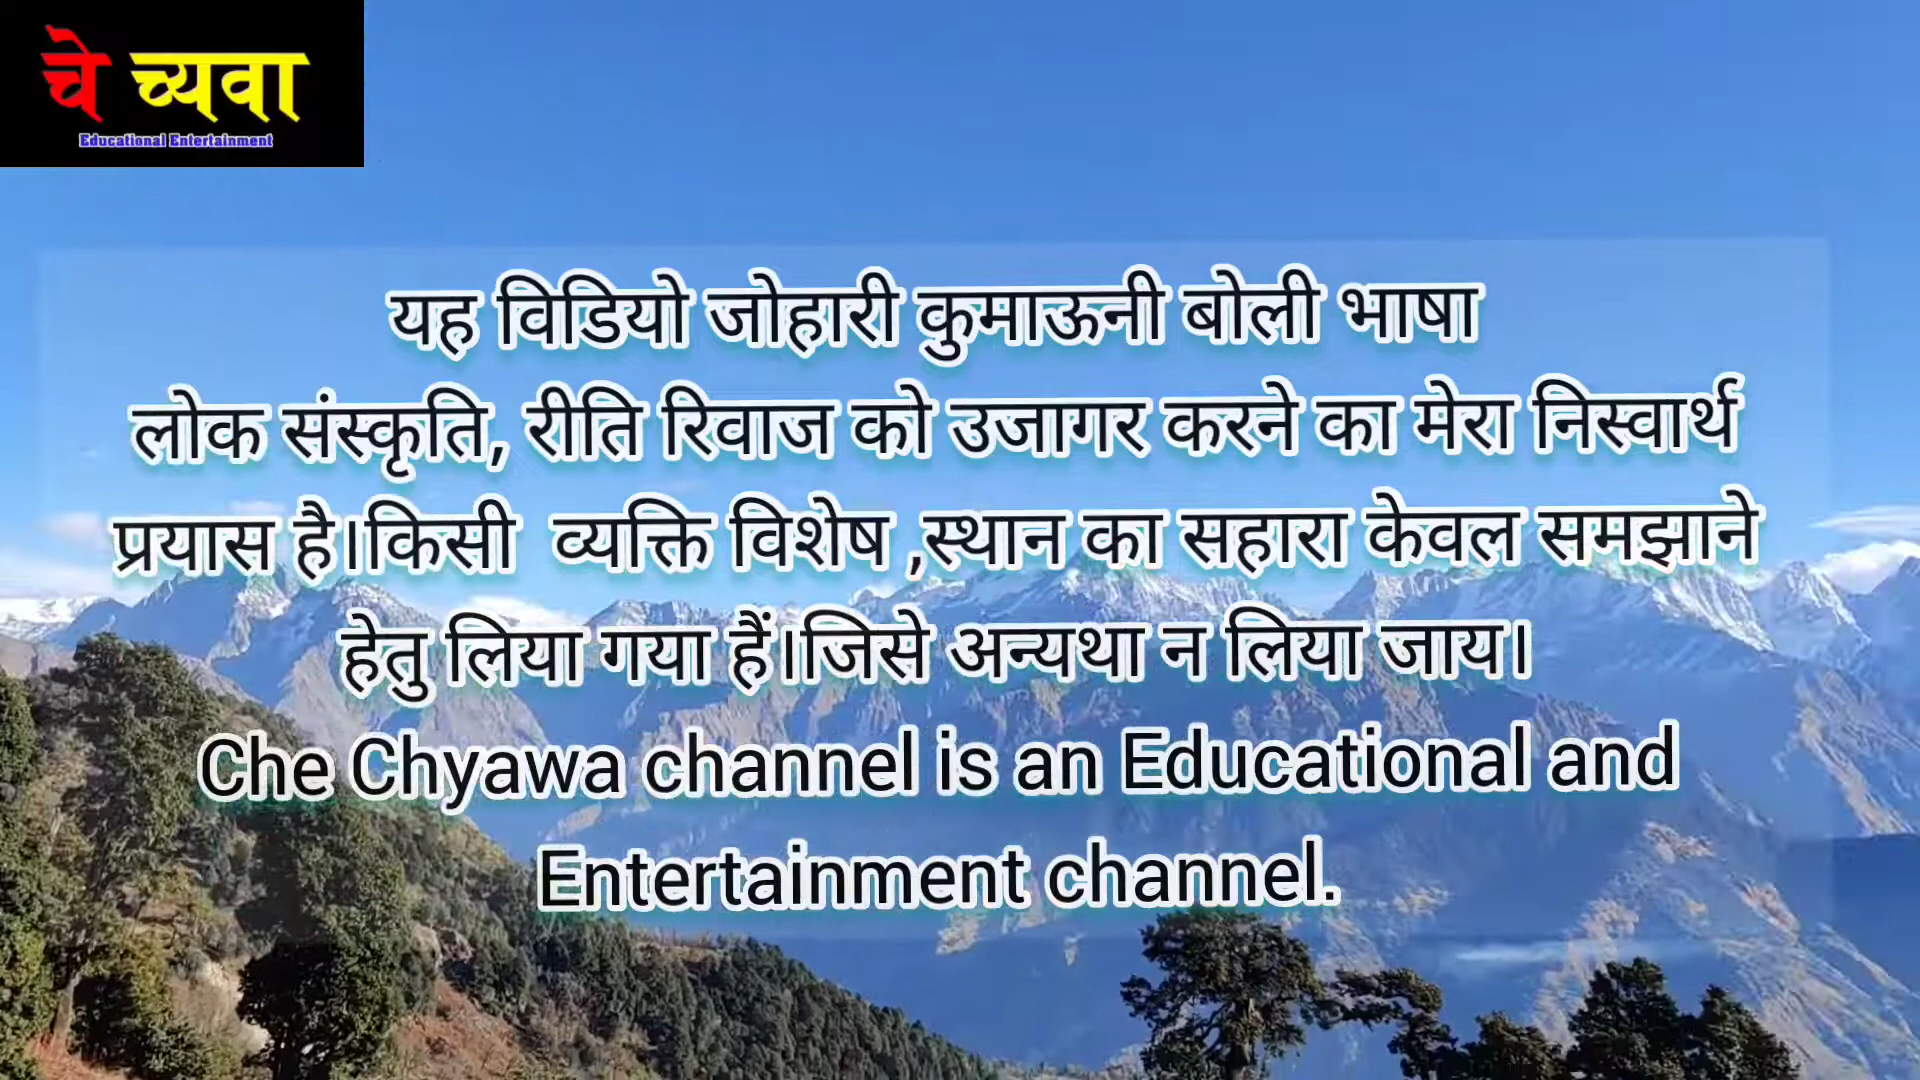 चे च्यवा
Educational Entertainment
यह विडियो जोहारी कुमाऊनी बोली भाषा
लोक संस्कृति, रीति रिवाज को उजागर करने का मेरा निस्वार्थ
प्रयास है।किसी  व्यक्ति विशेष ,स्थान का सहारा केवल समझाने
हेतु लिया गया हैं।जिसे अन्यथा न लिया जाय।
Che Chyawa channel is an Educational and
Entertainment channel.